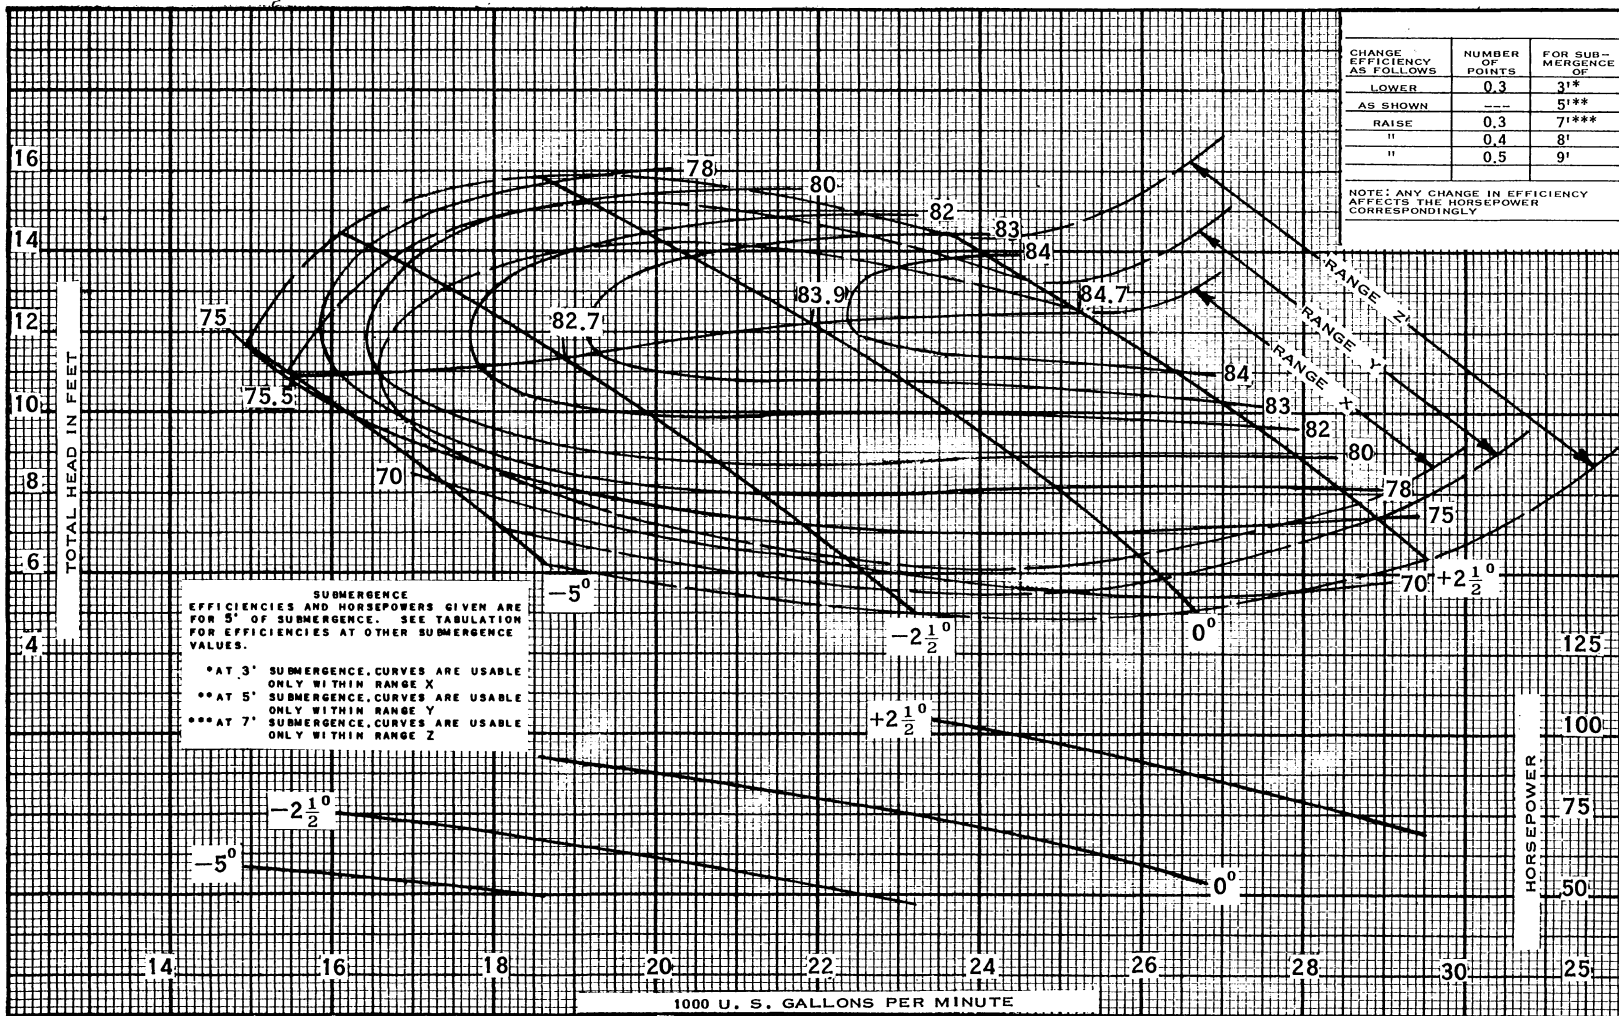 CHANGE EFFICIENCY AS FOLLOWS | NUMBER OF POINTS | FOR SUB-MERGENCE OF
LOWER 0.3 3'*
AS SHOWN --- 5'**
RAISE 0.3 7'***
" 0.4 8'
" 0.5 9'
NOTE: ANY CHANGE IN EFFICIENCY
AFFECTS THE HORSEPOWER
CORRESPONDINGLY
16
14
12
10
8
6
4
TOTAL HEAD IN FEET
78
80
82
83
84
83.9
84.7
82.7
75
75.5
70
RANGE Z
RANGE Y
RANGE X
84
83
82
80
78
75
70
+2 1/2°
−5°
−2 1/2°
0°
SUBMERGENCE
EFFICIENCIES AND HORSEPOWERS GIVEN ARE
FOR 5' OF SUBMERGENCE. SEE TABULATION
FOR EFFICIENCIES AT OTHER SUBMERGENCE
VALUES.
*AT 3' SUBMERGENCE, CURVES ARE USABLE
ONLY WITHIN RANGE X
**AT 5' SUBMERGENCE, CURVES ARE USABLE
ONLY WITHIN RANGE Y
***AT 7' SUBMERGENCE, CURVES ARE USABLE
ONLY WITHIN RANGE Z
+2 1/2°
−2 1/2°
−5°
0°
125
100
75
50
25
HORSEPOWER
14 16 18 20 22 24 26 28 30
1000 U. S. GALLONS PER MINUTE